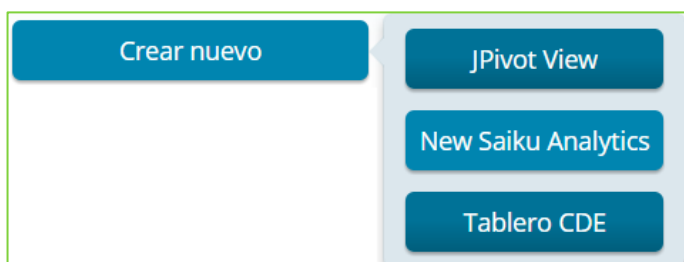 Crear nuevo
JPivot View
New Saiku Analytics
Tablero CDE